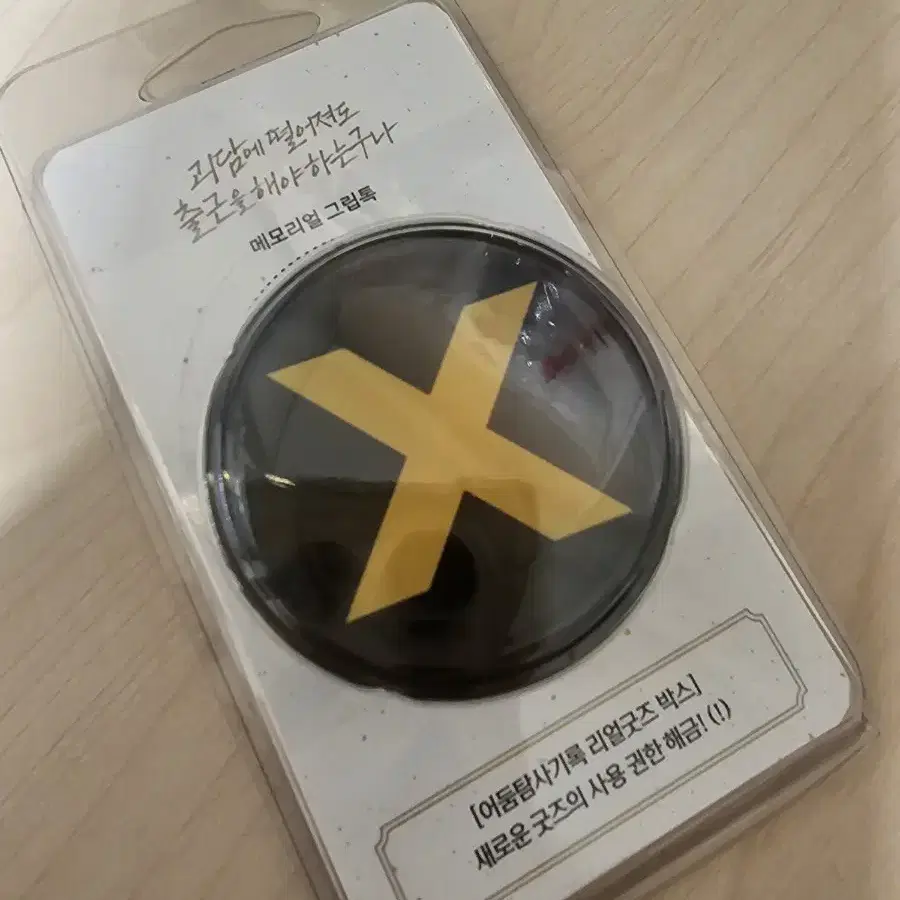 괴담에 떨어져도
출근을 해야 하는구나
메모리얼 그립톡
X
[어둠탐사기록 리얼굿즈 박스]
새로운 굿즈의 사용 권한 해금! (!)